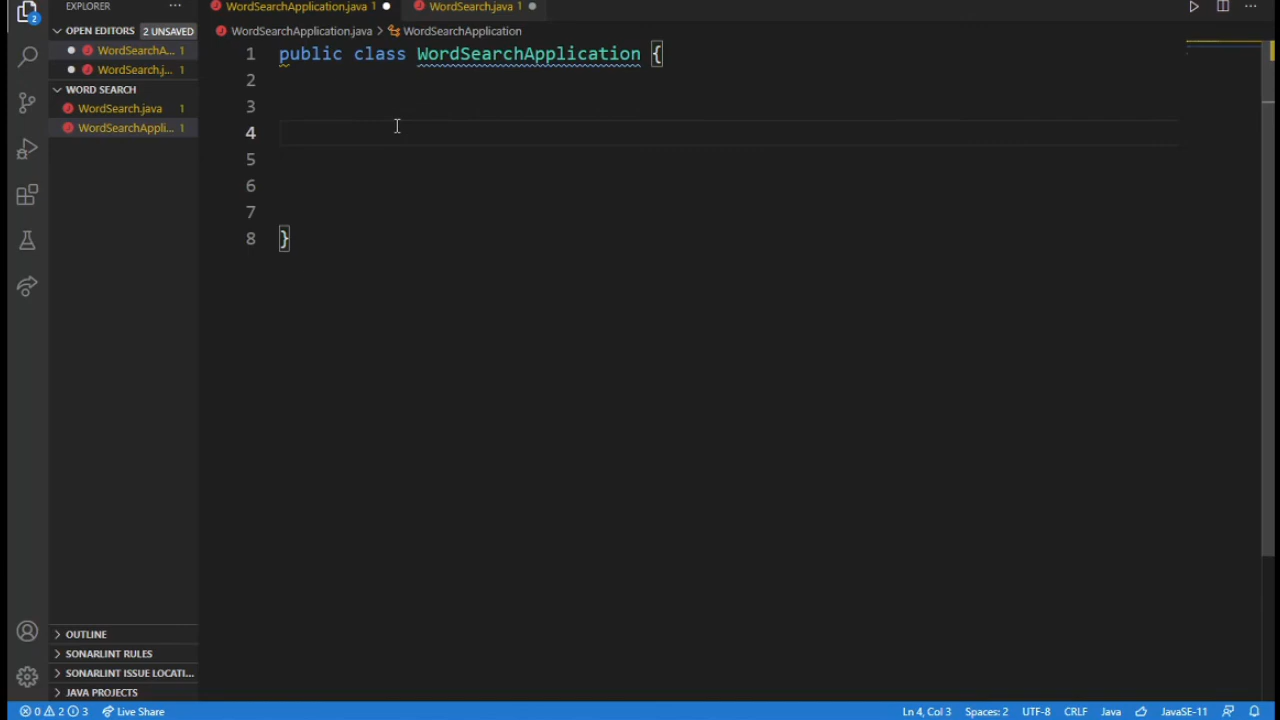 EXPLORER ...
WordSearchApplication.java 1
WordSearch.java 1
...
OPEN EDITORS 2 UNSAVED
WordSearchApplication.java > WordSearchApplication
WordSearchA... 1
WordSearch.j... 1
WORD SEARCH
WordSearch.java 1
WordSearchAppli... 1
2
1 public class WordSearchApplication {
2
3
4
5
6
7
8 }
OUTLINE
SONARLINT RULES
SONARLINT ISSUE LOCATI...
JAVA PROJECTS
0 2 3 Live Share Ln 4, Col 3 Spaces: 2 UTF-8 CRLF Java JavaSE-11